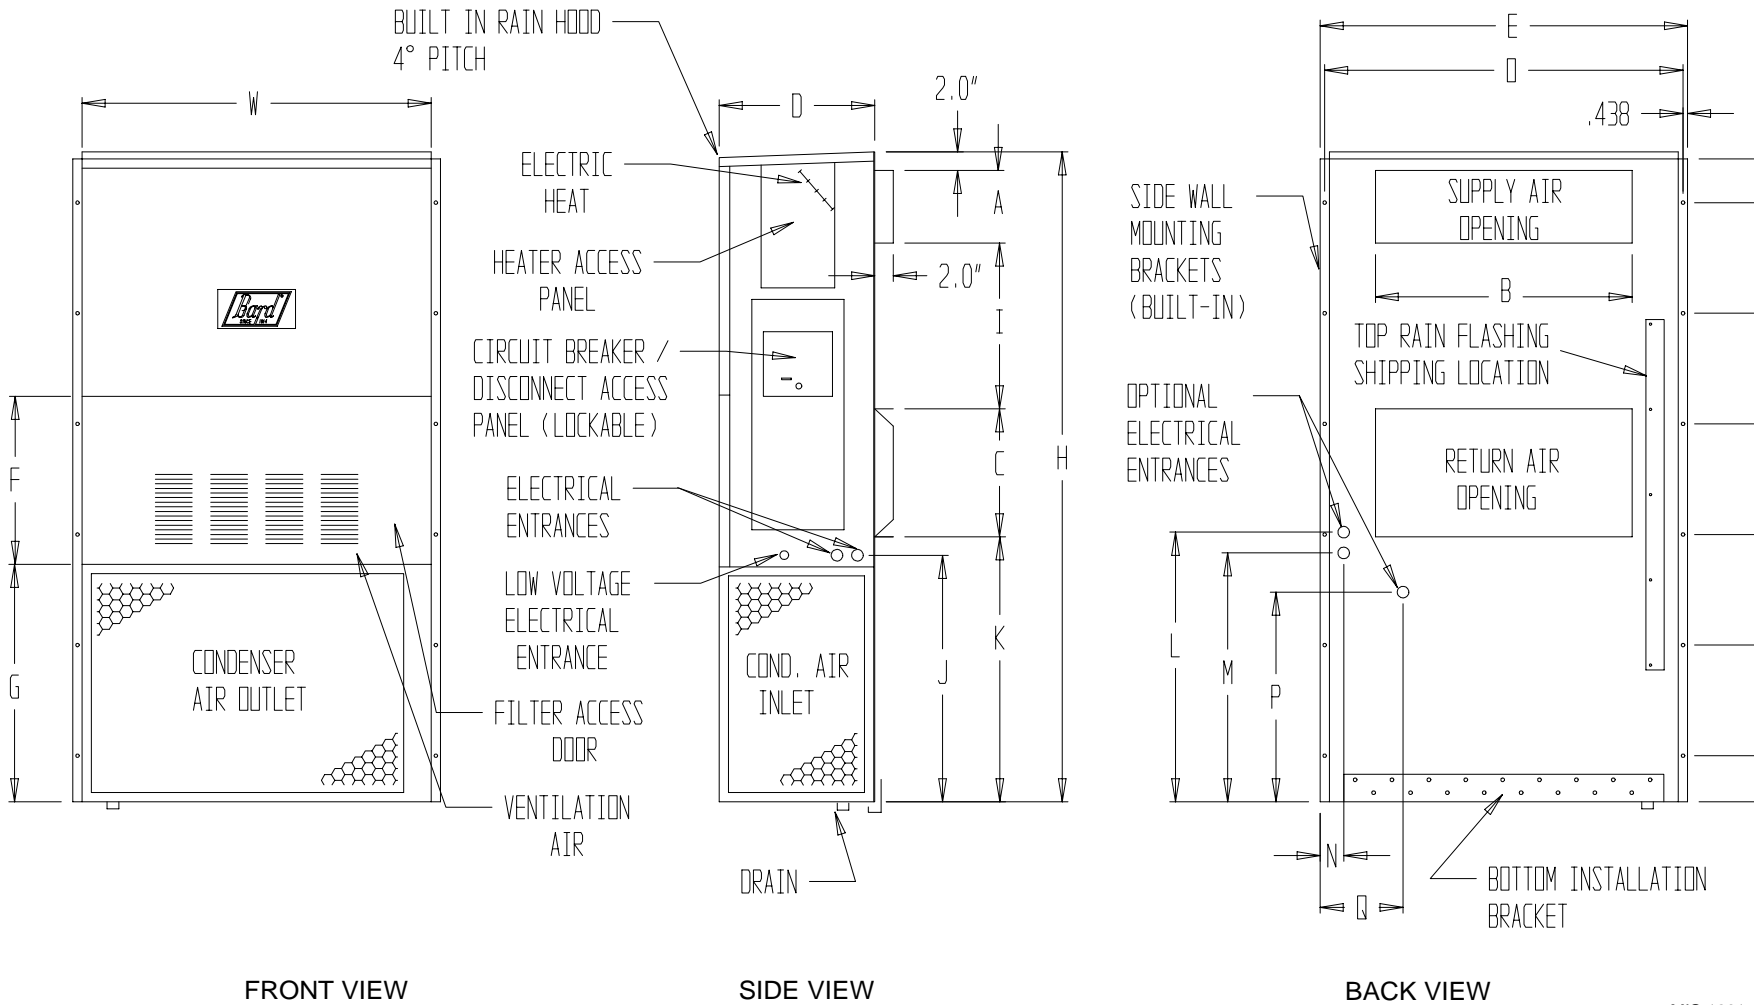 BUILT IN RAIN HOOD
4° PITCH
W
D
2.0"
E
O
.438
ELECTRIC
HEAT
A
SIDE WALL
MOUNTING
BRACKETS
(BUILT-IN)
SUPPLY AIR
OPENING
HEATER ACCESS
PANEL
2.0"
B
Bard
SINCE 1914
I
TOP RAIN FLASHING
SHIPPING LOCATION
CIRCUIT BREAKER /
DISCONNECT ACCESS
PANEL (LOCKABLE)
OPTIONAL
ELECTRICAL
ENTRANCES
F
C
H
RETURN AIR
OPENING
ELECTRICAL
ENTRANCES
LOW VOLTAGE
ELECTRICAL
ENTRANCE
K
L
CONDENSER
AIR OUTLET
COND. AIR
INLET
G
J
M
P
FILTER ACCESS
DOOR
VENTILATION
AIR
N
DRAIN
Q
BOTTOM INSTALLATION
BRACKET
FRONT VIEW
SIDE VIEW
BACK VIEW